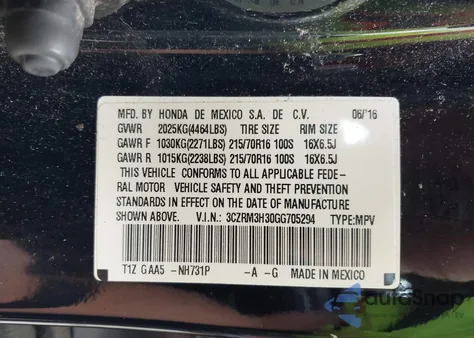 MFD. BY HONDA DE MEXICO S.A. DE C.V. 06/16
GVWR 2025KG(4464LBS) TIRE SIZE RIM SIZE
GAWR F 1030KG(2271LBS) 215/70R16 100S 16X6.5J
GAWR R 1015KG(2238LBS) 215/70R16 100S 16X6.5J
THIS VEHICLE CONFORMS TO ALL APPLICABLE FEDE-
RAL MOTOR VEHICLE SAFETY AND THEFT PREVENTION
STANDARDS IN EFFECT ON THE DATE OF MANUFACTURE
SHOWN ABOVE. V.I.N.: 3CZRM3H30GG705294 TYPE:MPV
T1Z GAA5 -NH731P -A -G MADE IN MEXICO
autoSnap